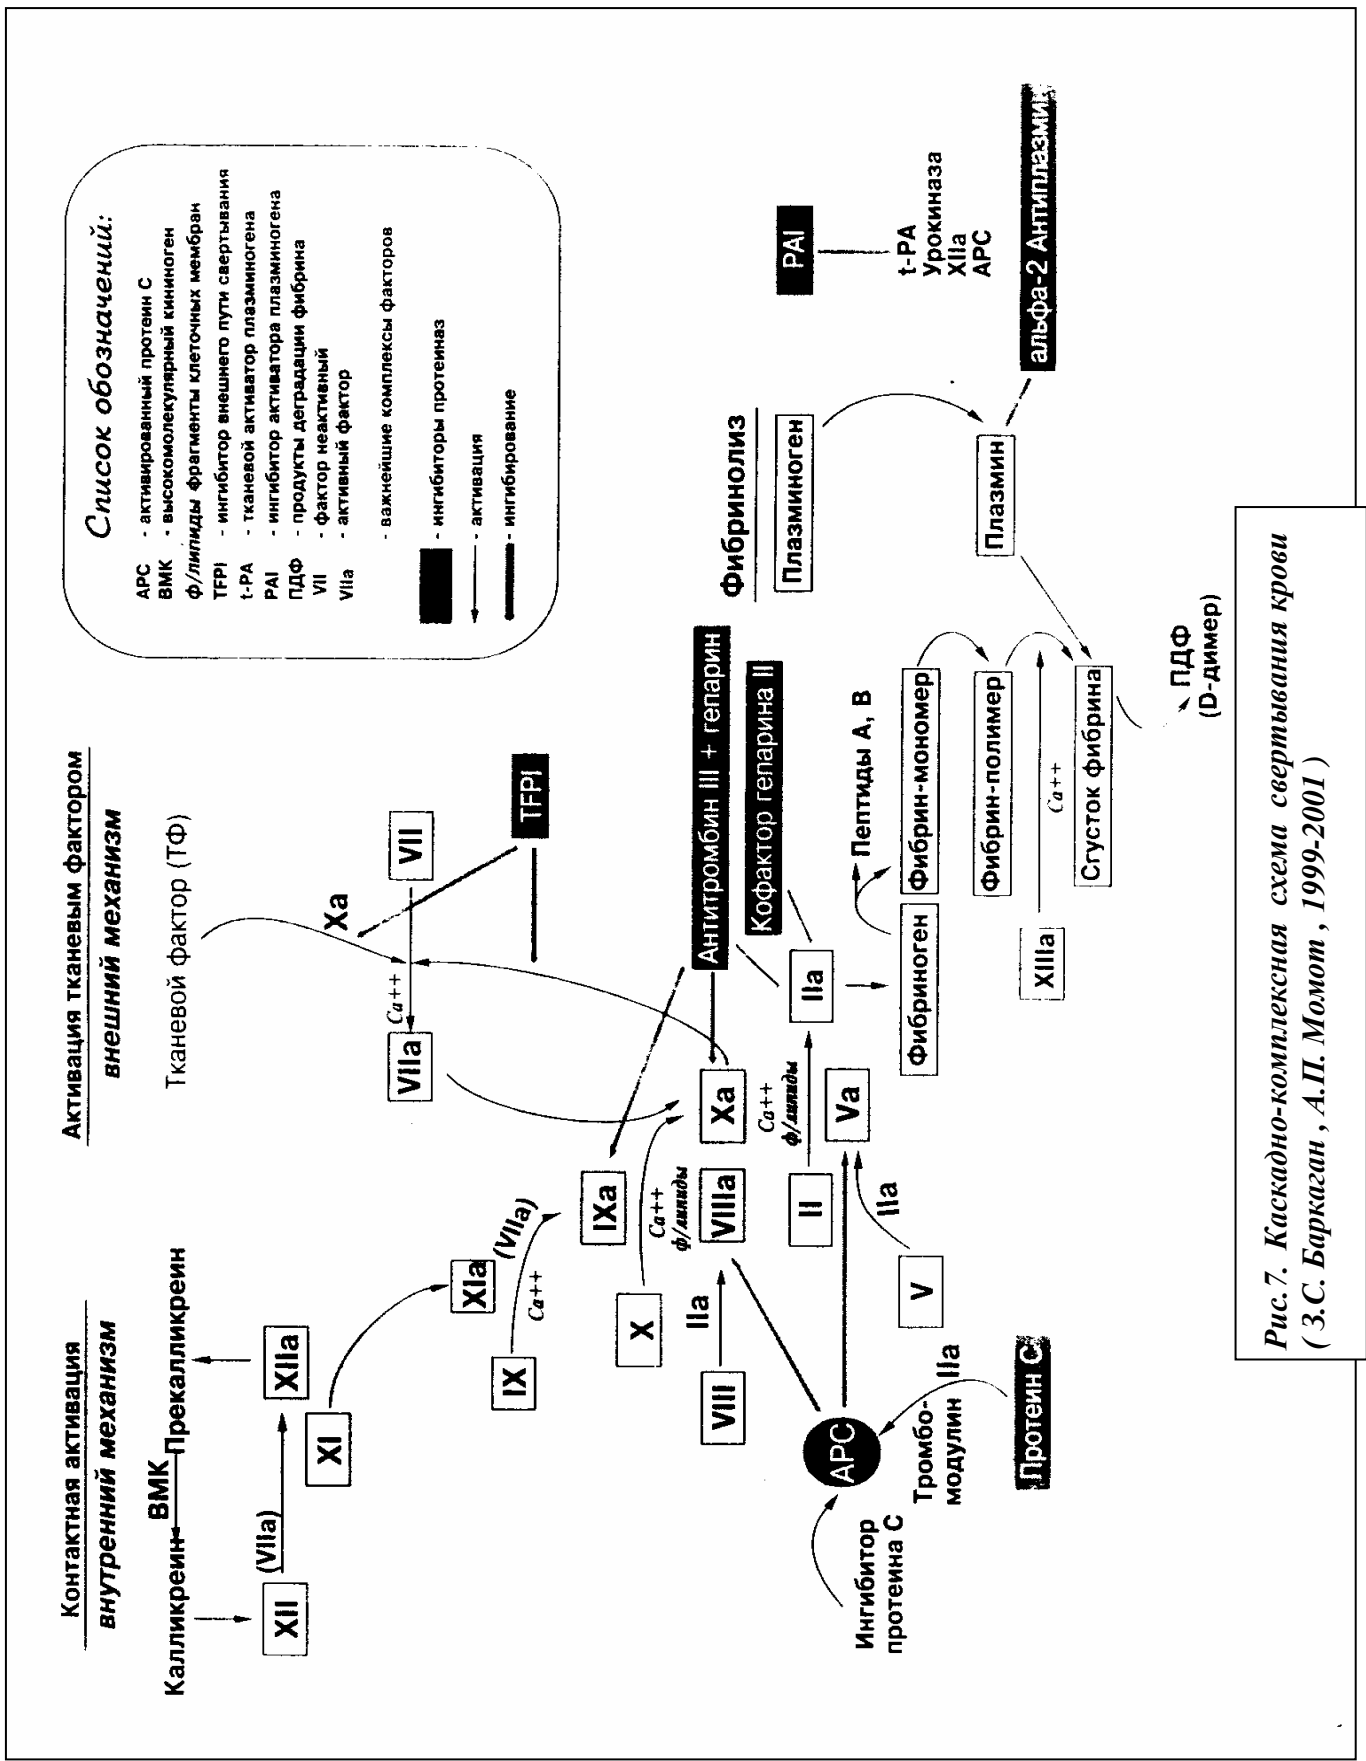 Контактная активация
внутренний механизм
Активация тканевым фактором
внешний механизм
Список обозначений:
APC - активированный протеин С
ВМК - высокомолекулярный кининоген
ф/липиды фрагменты клеточных мембран
TFPI - ингибитор внешнего пути свертывания
t-PA - тканевой активатор плазминогена
PAI - ингибитор активатора плазминогена
ПДФ - продукты деградации фибрина
VII - фактор неактивный
VIIa - активный фактор
- важнейшие комплексы факторов
- ингибиторы протеиназ
- активация
- ингибирование
Калликреин
ВМК
Прекалликреин
Тканевой фактор (ТФ)
XII
(VIIa)
XIIa
XI
XIa
(VIIa)
Xa
VII
Ca++
VIIa
TFPI
IX
Ca++
IXa
X
Ca++
ф/липиды
VIII
IIa
VIIIa
Xa
Антитромбин III + гепарин
Кофактор гепарина II
Ca++
ф/липиды
II
IIa
Va
V
IIa
APC
Ингибитор
протеина С
Тромбо-
модулин
IIa
Протеин С
Пептиды А, В
Фибриноген
Фибрин-мономер
Фибрин-полимер
XIIIa
Ca++
Сгусток фибрина
ПДФ
(D-димер)
Фибринолиз
Плазминоген
Плазмин
PAI
t-PA
Урокиназа
XIIa
APC
альфа-2 Антиплазмин
Рис.7. Каскадно-комплексная схема свертывания крови
( З.С. Баркаган , А.П. Момот , 1999-2001 )